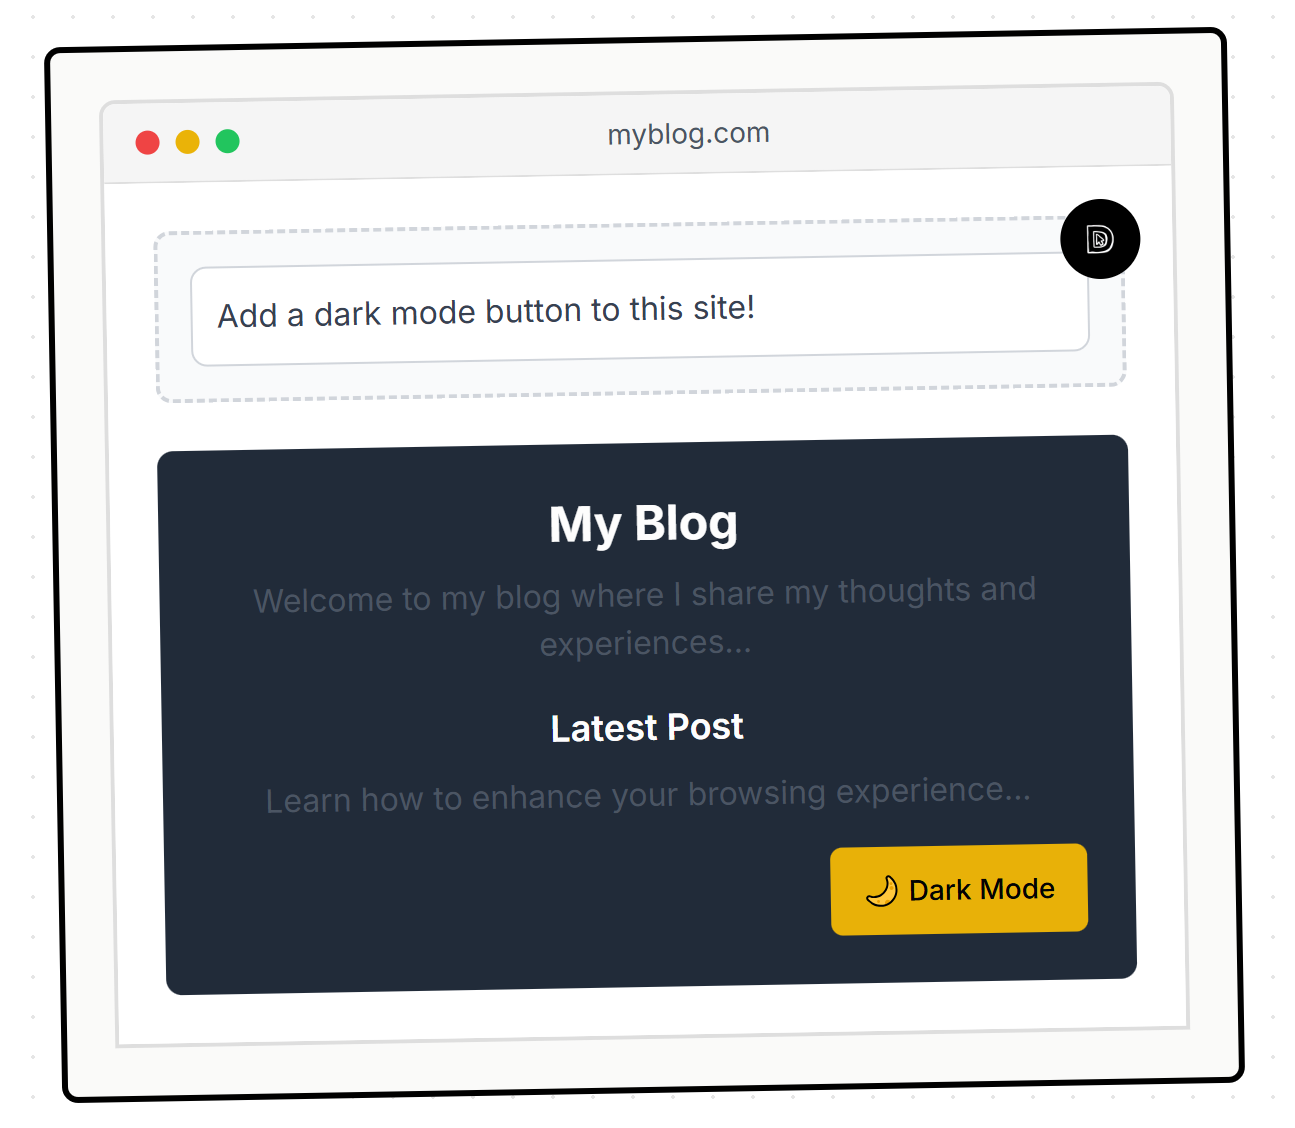 myblog.com
D
Add a dark mode button to this site!
My Blog
Welcome to my blog where I share my thoughts and
experiences...
Latest Post
Learn how to enhance your browsing experience...
🌙 Dark Mode